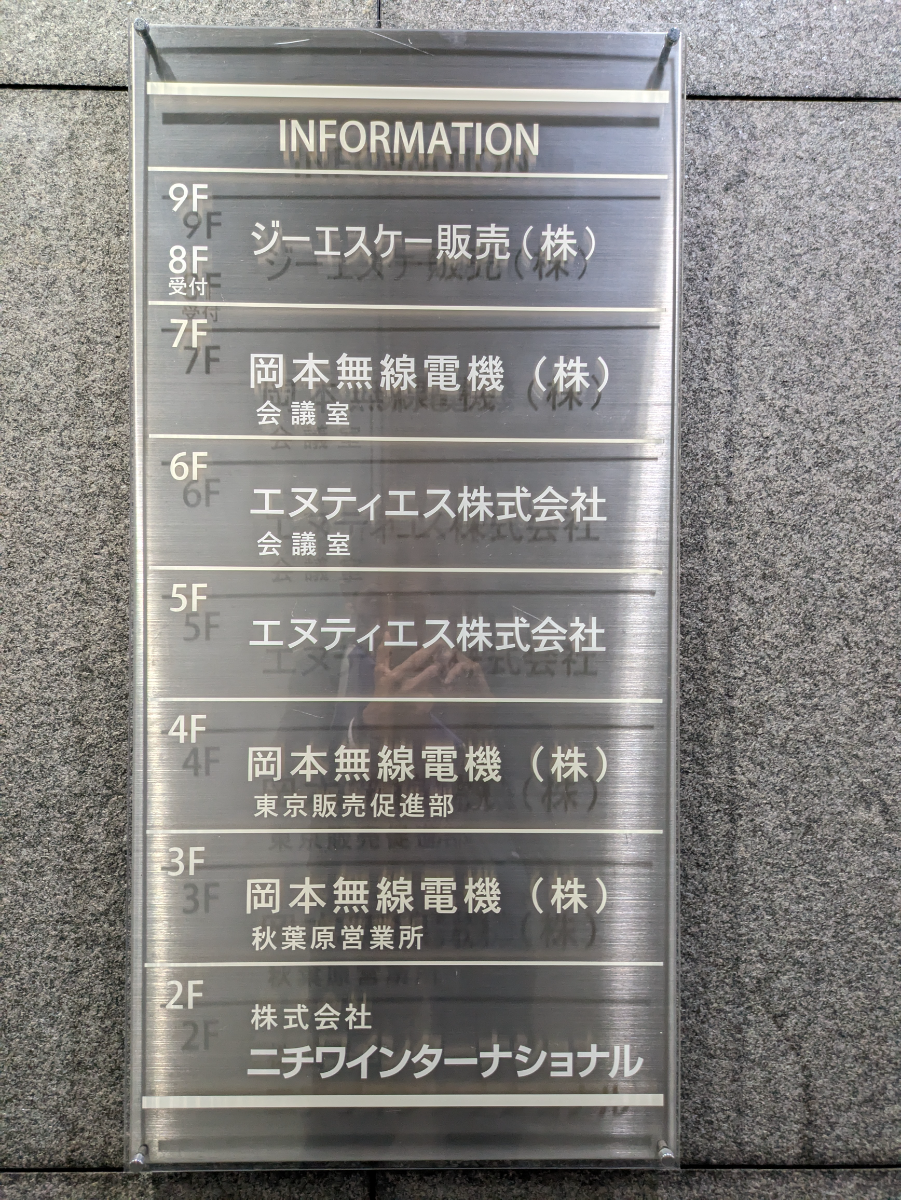 INFORMATION
9F
ジーエスケー販売(株)
8F
受付
7F
岡本無線電機 (株)
会議室
6F
エヌティエス株式会社
会議室
5F
エヌティエス株式会社
4F
岡本無線電機 (株)
東京販売促進部
3F
岡本無線電機 (株)
秋葉原営業所
2F
株式会社
ニチワインターナショナル